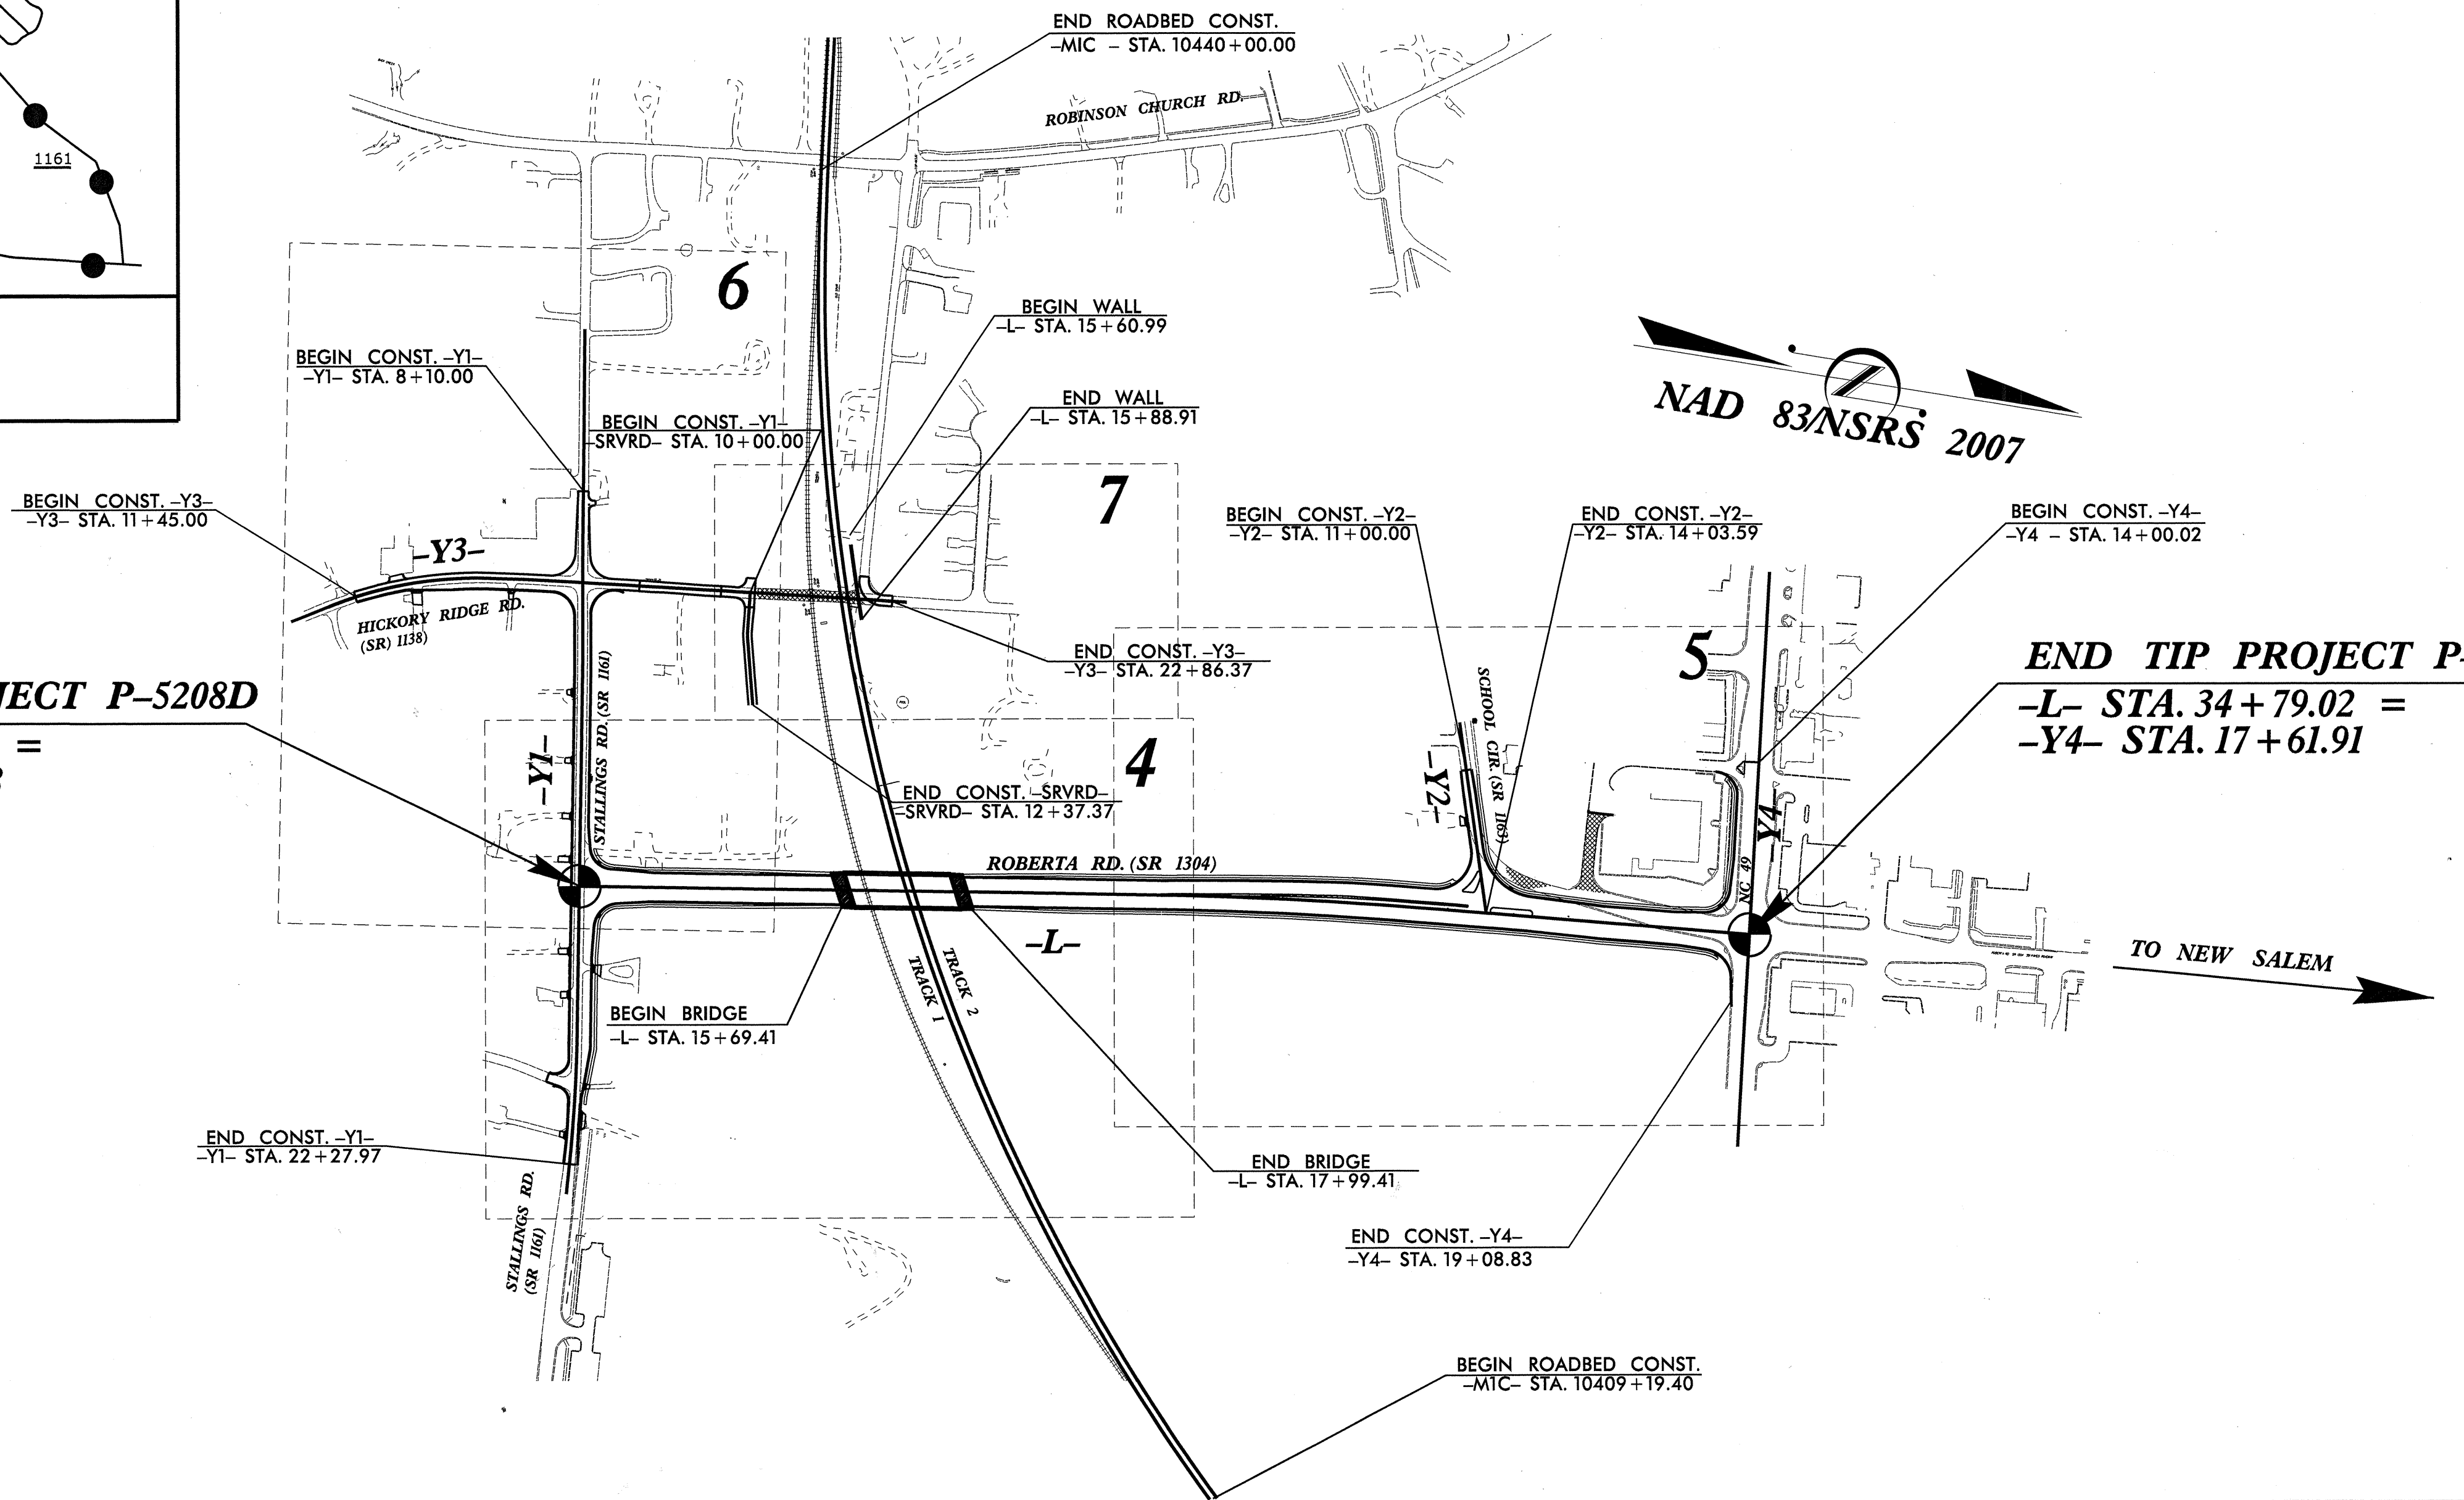 END ROADBED CONST.
–M1C – STA. 10440+00.00
ROBINSON CHURCH RD.
1161
6
BEGIN WALL
–L– STA. 15+60.99
BEGIN CONST. –Y1–
–Y1– STA. 8+10.00
END WALL
–L– STA. 15+88.91
BEGIN CONST. –Y1–
–SRVRD– STA. 10+00.00
NAD 83/NSRS 2007
7
BEGIN CONST. –Y3–
–Y3– STA. 11+45.00
BEGIN CONST. –Y2–
–Y2– STA. 11+00.00
END CONST. –Y2–
–Y2– STA. 14+03.59
BEGIN CONST. –Y4–
–Y4 – STA. 14+00.02
–Y3–
HICKORY RIDGE RD.
(SR) 1138)
END CONST. –Y3–
–Y3– STA. 22+86.37
5
END TIP PROJECT P–
–L– STA. 34+79.02 =
–Y4– STA. 17+61.91
JECT P–5208D
=
STALLINGS RD. (SR 1161)
–Y1–
4
SCHOOL CIR. (SR 1163)
–Y2–
END CONST. –SRVRD–
–SRVRD– STA. 12+37.37
–Y4
NC 49
ROBERTA RD. (SR 1304)
–L–
TRACK 2
TRACK 1
TO NEW SALEM
BEGIN BRIDGE
–L– STA. 15+69.41
END CONST. –Y1–
–Y1– STA. 22+27.97
END BRIDGE
–L– STA. 17+99.41
STALLINGS RD.
(SR 1161)
END CONST. –Y4–
–Y4– STA. 19+08.83
BEGIN ROADBED CONST.
–M1C– STA. 10409+19.40